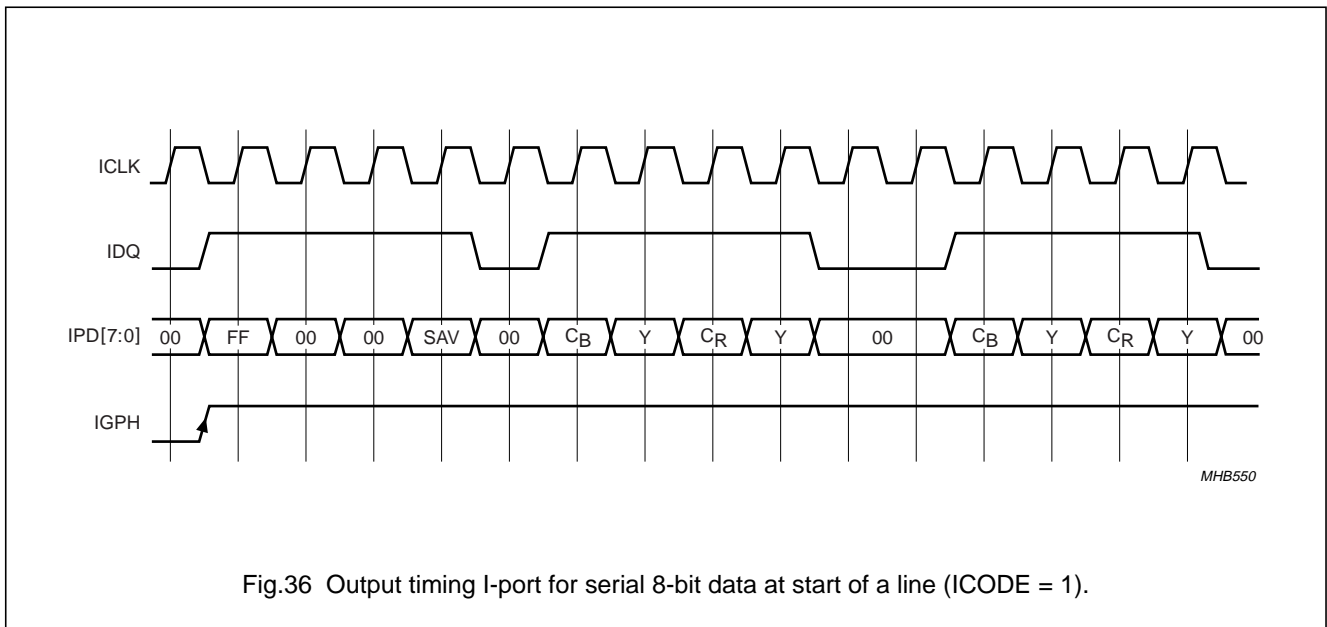 ICLK
IDQ
IPD[7:0] 00 FF 00 00 SAV 00 CB Y CR Y 00 CB Y CR Y 00
IGPH
MHB550
Fig.36 Output timing I-port for serial 8-bit data at start of a line (ICODE = 1).